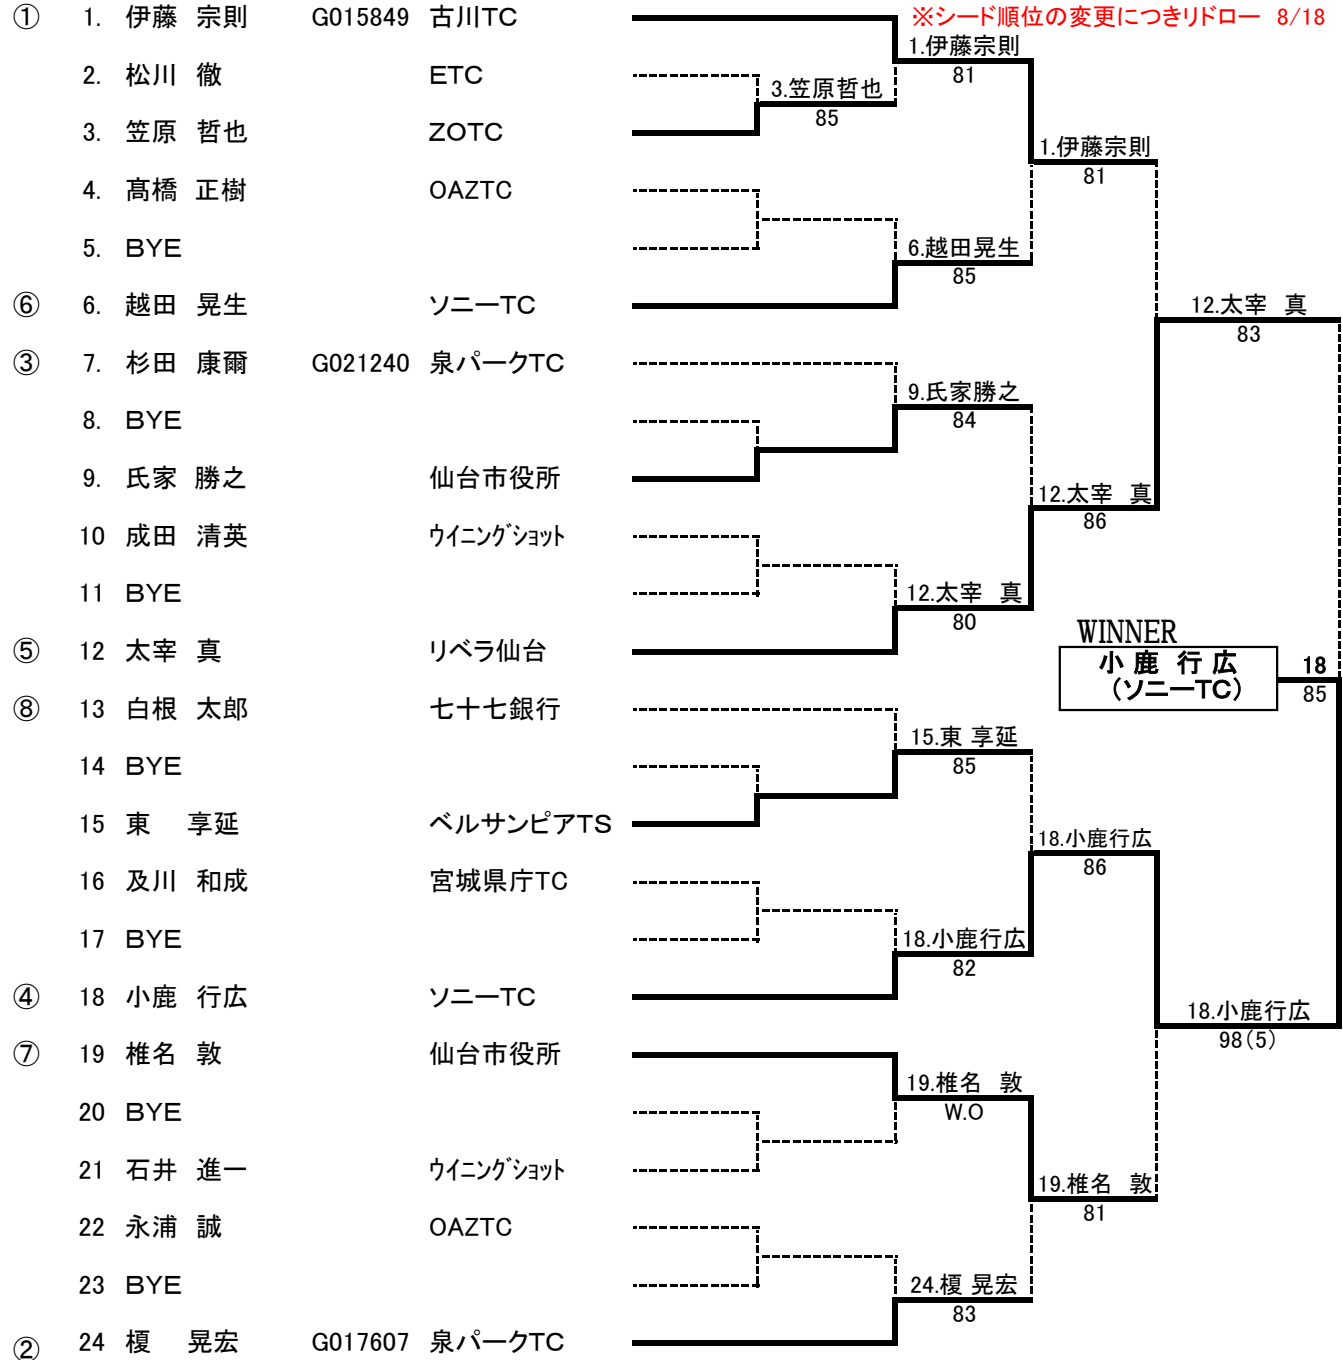 ① 1. 伊藤 宗則 G015849 古川TC
※シード順位の変更につきリドロー 8/18
1.伊藤宗則
81
2. 松川 徹 ETC
3.笠原哲也
85
3. 笠原 哲也 ZOTC
1.伊藤宗則
81
4. 髙橋 正樹 OAZTC
5. BYE
6.越田晃生
85
⑥ 6. 越田 晃生 ソニーTC
12.太宰 真
83
③ 7. 杉田 康爾 G021240 泉パークTC
9.氏家勝之
84
8. BYE
9. 氏家 勝之 仙台市役所
12.太宰 真
86
10 成田 清英 ウイニングショット
11 BYE
12.太宰 真
80
⑤ 12 太宰 真 リベラ仙台
WINNER
小 鹿 行 広
(ソニーTC)
18
85
⑧ 13 白根 太郎 七十七銀行
15.東 享延
85
14 BYE
15 東 享延 ベルサンピアTS
18.小鹿行広
86
16 及川 和成 宮城県庁TC
17 BYE
18.小鹿行広
82
④ 18 小鹿 行広 ソニーTC
18.小鹿行広
98(5)
⑦ 19 椎名 敦 仙台市役所
19.椎名 敦
W.O
20 BYE
21 石井 進一 ウイニングショット
19.椎名 敦
81
22 永浦 誠 OAZTC
23 BYE
24.榎 晃宏
83
② 24 榎 晃宏 G017607 泉パークTC